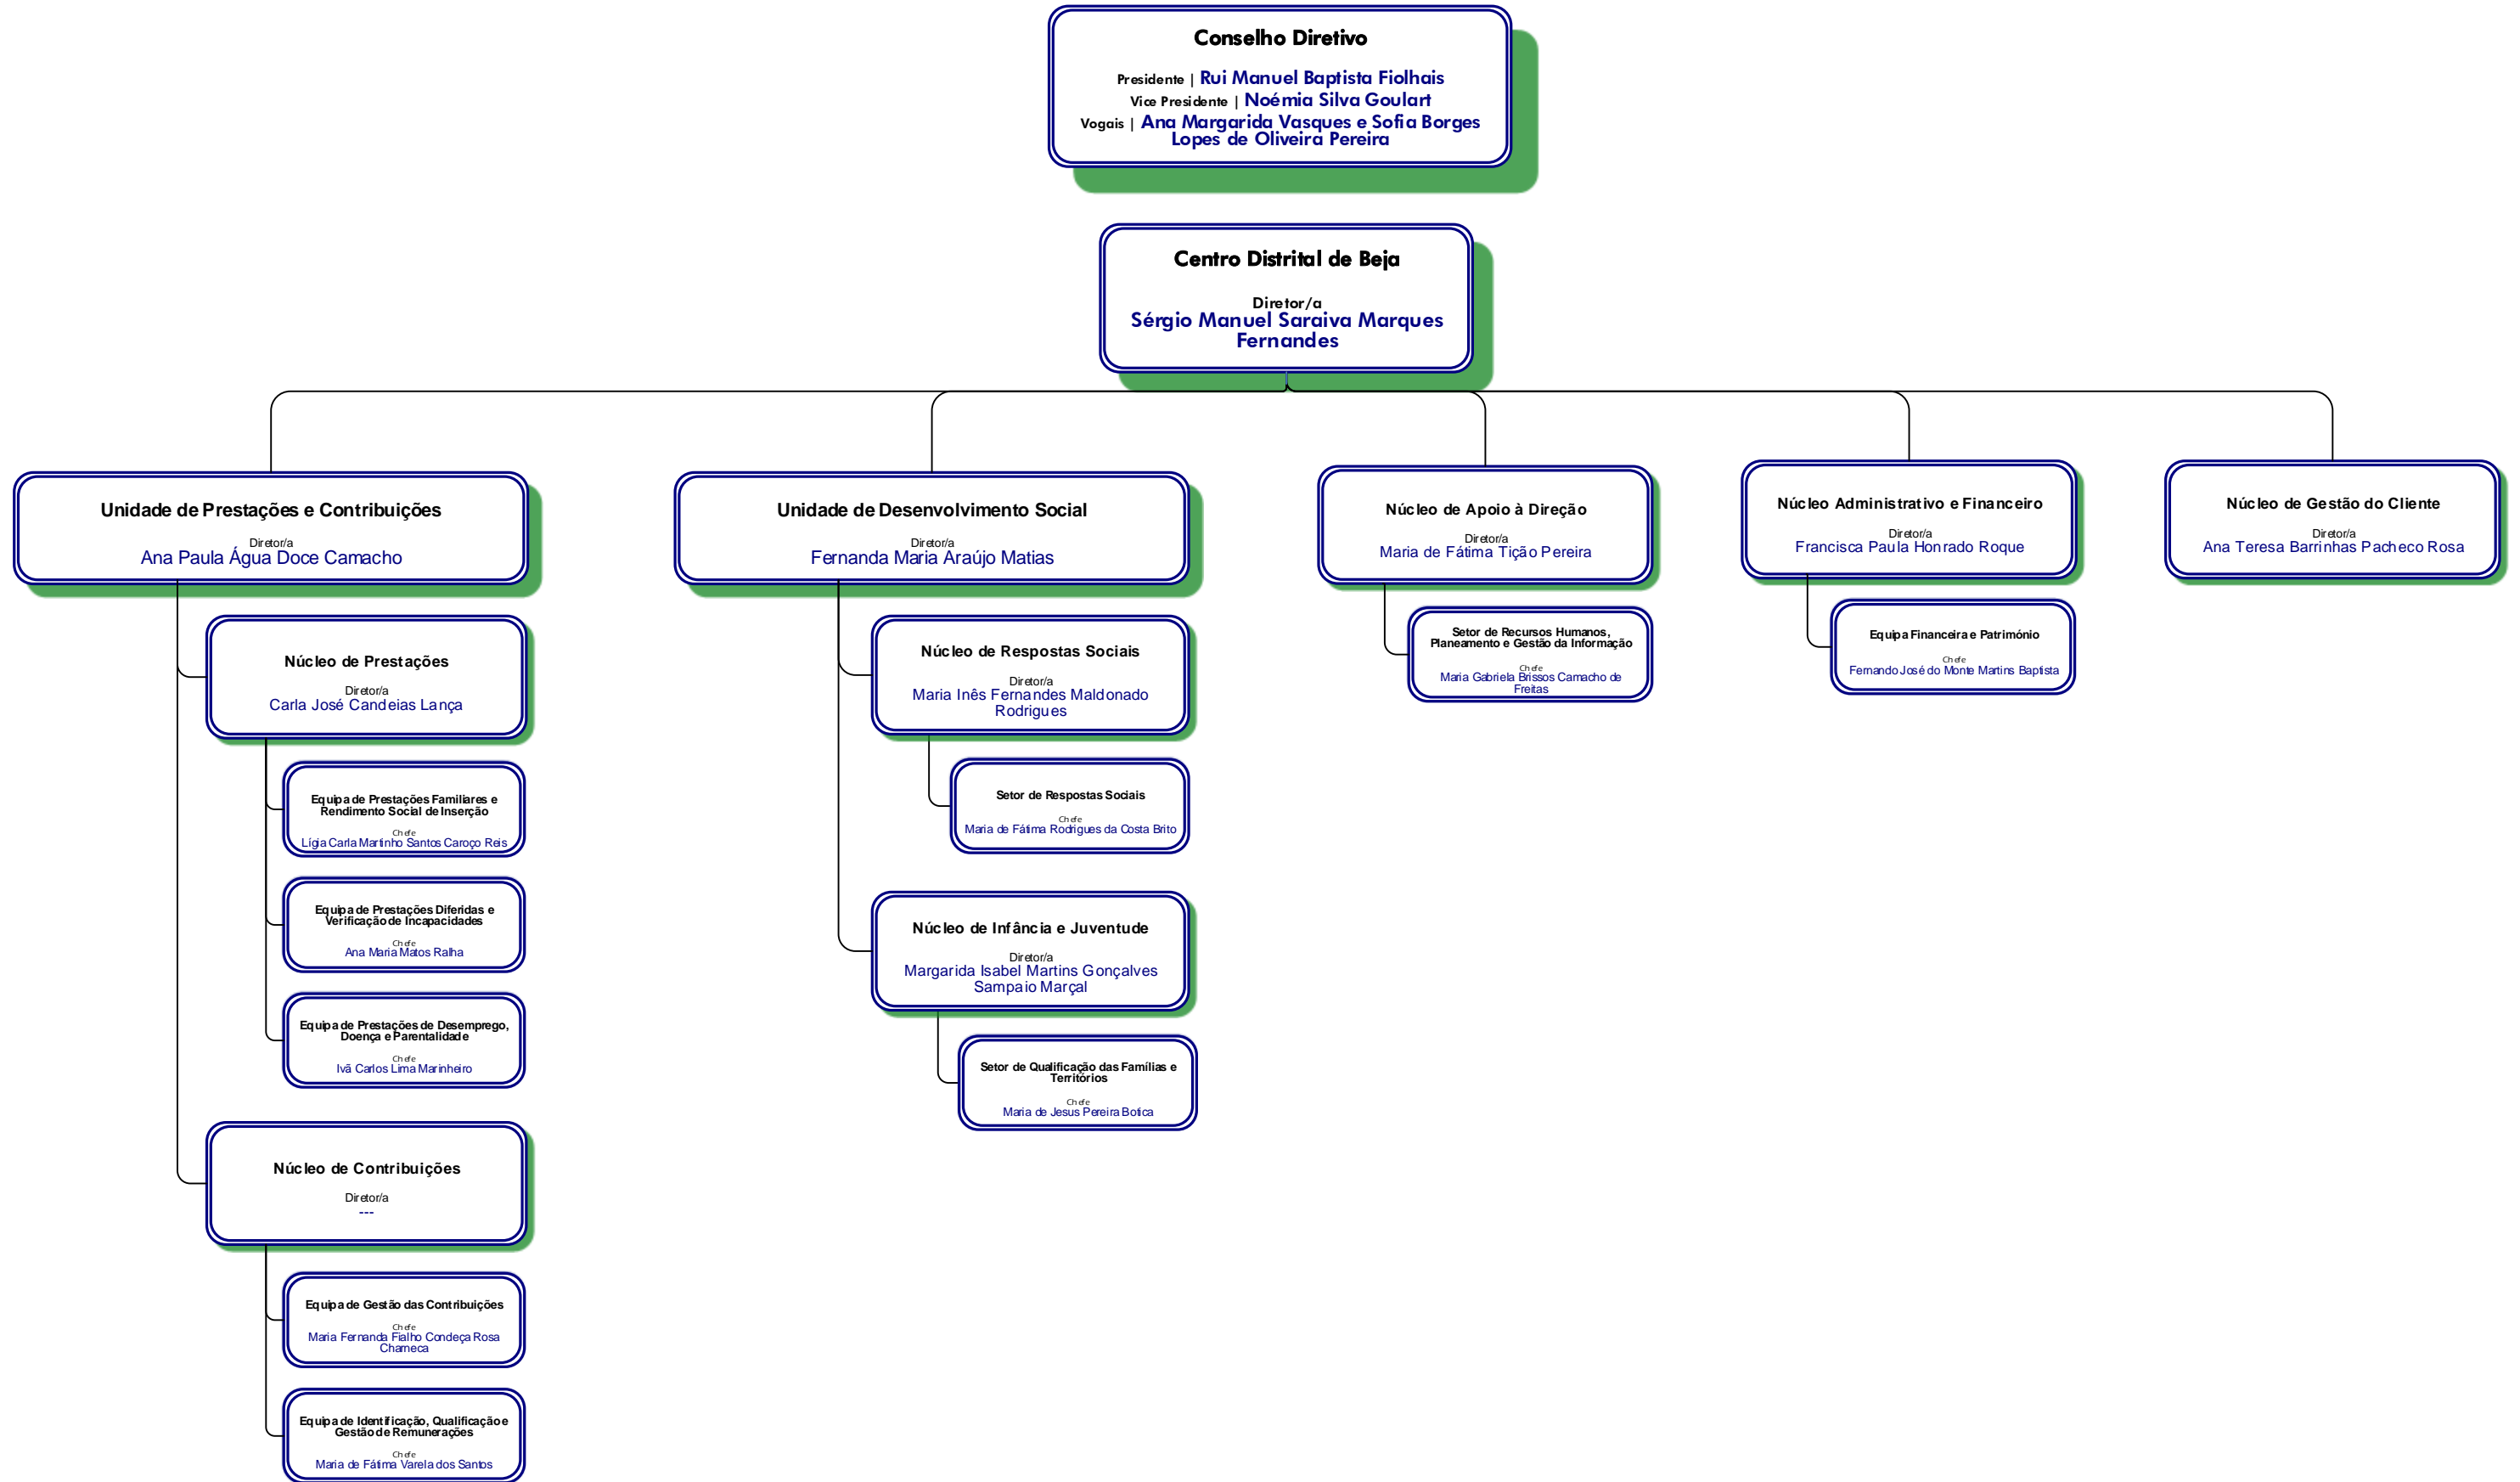 Conselho Diretivo
Presidente | Rui Manuel Baptista Fiolhais
Vice Presidente | Noémia Silva Goulart
Vogais | Ana Margarida Vasques e Sofia Borges
Lopes de Oliveira Pereira
Centro Distrital de Beja
Diretor/a
Sérgio Manuel Saraiva Marques
Fernandes
Unidade de Prestações e Contribuições
Diretor/a
Ana Paula Água Doce Camacho
Núcleo de Prestações
Diretor/a
Carla José Candeias Lança
Equipa de Prestações Familiares e
Rendimento Social de Inserção
Chefe
Lígia Carla Martinho Santos Caroço Reis
Equipa de Prestações Diferidas e
Verificação de Incapacidades
Chefe
Ana Maria Matos Ralha
Equipa de Prestações de Desemprego,
Doença e Parentalidade
Chefe
Ivã Carlos Lima Marinheiro
Núcleo de Contribuições
Diretor/a
---
Equipa de Gestão das Contribuições
Chefe
Maria Fernanda Fialho Condeça Rosa
Charneca
Equipa de Identificação, Qualificação e
Gestão de Remunerações
Chefe
Maria de Fátima Varela dos Santos
Unidade de Desenvolvimento Social
Diretor/a
Fernanda Maria Araújo Matias
Núcleo de Respostas Sociais
Diretor/a
Maria Inês Fernandes Maldonado
Rodrigues
Setor de Respostas Sociais
Chefe
Maria de Fátima Rodrigues da Costa Brito
Núcleo de Infância e Juventude
Diretor/a
Margarida Isabel Martins Gonçalves
Sampaio Marçal
Setor de Qualificação das Famílias e
Territórios
Chefe
Maria de Jesus Pereira Botica
Núcleo de Apoio à Direção
Diretor/a
Maria de Fátima Tição Pereira
Setor de Recursos Humanos,
Planeamento e Gestão da Informação
Chefe
Maria Gabriela Brissos Camacho de
Freitas
Núcleo Administrativo e Financeiro
Diretor/a
Francisca Paula Honrado Roque
Equipa Financeira e Património
Chefe
Fernando José do Monte Martins Baptista
Núcleo de Gestão do Cliente
Diretor/a
Ana Teresa Barrinhas Pacheco Rosa